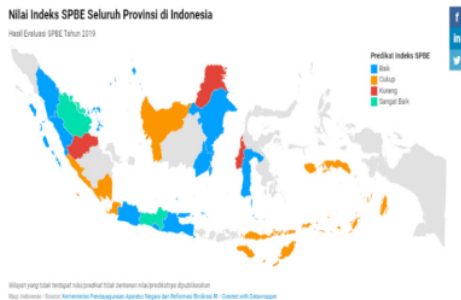 Nilai Indeks SPBE Seluruh Provinsi di Indonesia
Hasil Evaluasi SPBE Tahun 2019
f
in
Predikat Indeks SPBE
Baik
Cukup
Kurang
Sangat Baik
Wilayah yang tidak terdapat nilai/predikat tidak berkenan nilai/predikatnya dipublikasikan
Map: Indonesia • Source: Kementerian Pendayagunaan Aparatur Negara dan Reformasi Birokrasi RI • Created with Datawrapper